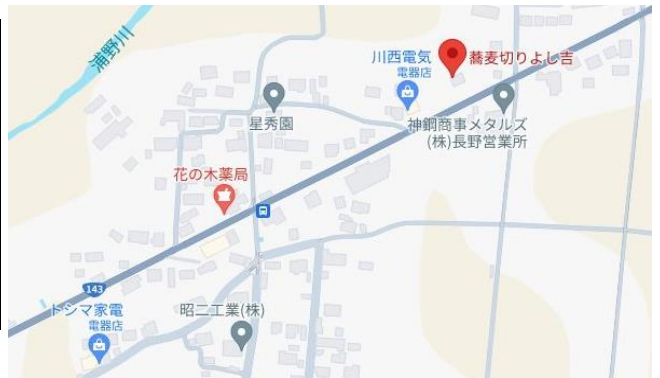 浦野川
川西電気
電器店
蕎麦切りよし吉
星秀園
神鋼商事メタルズ
(株)長野営業所
花の木薬局
143
トシマ家電
電器店
昭二工業(株)